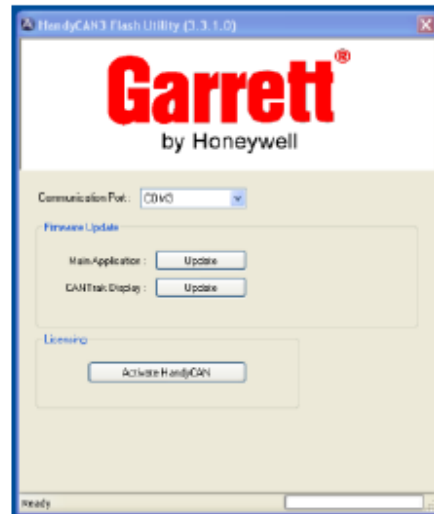 HandyCAN3 Flash Utility (3.3.1.0)
Garrett®
by Honeywell
Communication Port: COM3
Firmware Update
Main Application: Update
CANTrak Display: Update
Licensing
Activate HandyCAN
Ready